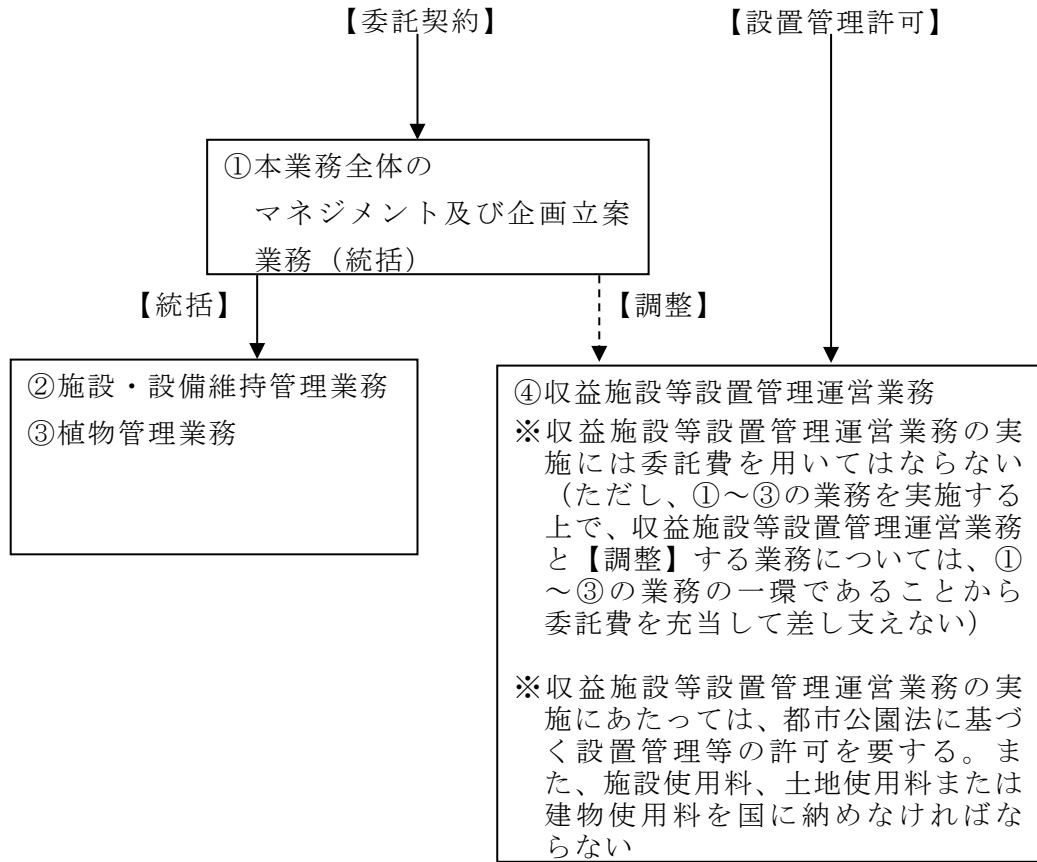 【委託契約】
【設置管理許可】
①本業務全体の
マネジメント及び企画立案
業務（統括）
【統括】
【調整】
②施設・設備維持管理業務
③植物管理業務
④収益施設等設置管理運営業務
※収益施設等設置管理運営業務の実
施には委託費を用いてはならない
（ただし、①～③の業務を実施する
上で、収益施設等設置管理運営業務
と【調整】する業務については、①
～③の業務の一環であることから
委託費を充当して差し支えない）
※収益施設等設置管理運営業務の実
施にあたっては、都市公園法に基づ
く設置管理等の許可を要する。ま
た、施設使用料、土地使用料または
建物使用料を国に納めなければな
らない